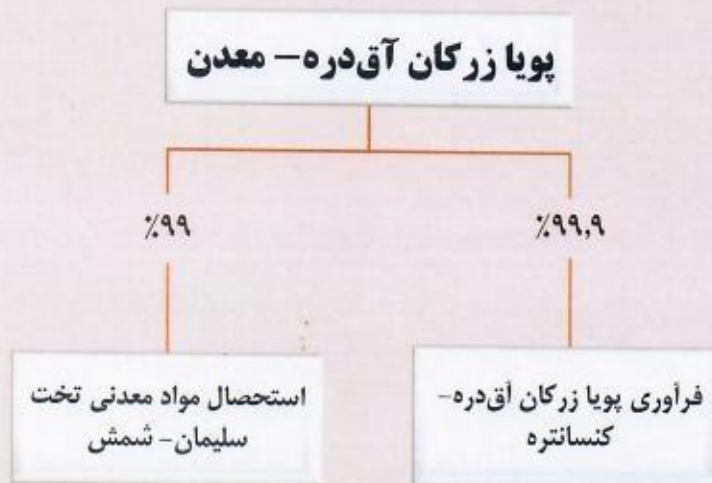 پویا زرکان آق‌دره– معدن
٪۹۹,۹
٪۹۹
فرآوری پویا زرکان آق‌دره-
کنسانتره
استحصال مواد معدنی تخت
سلیمان- شمش